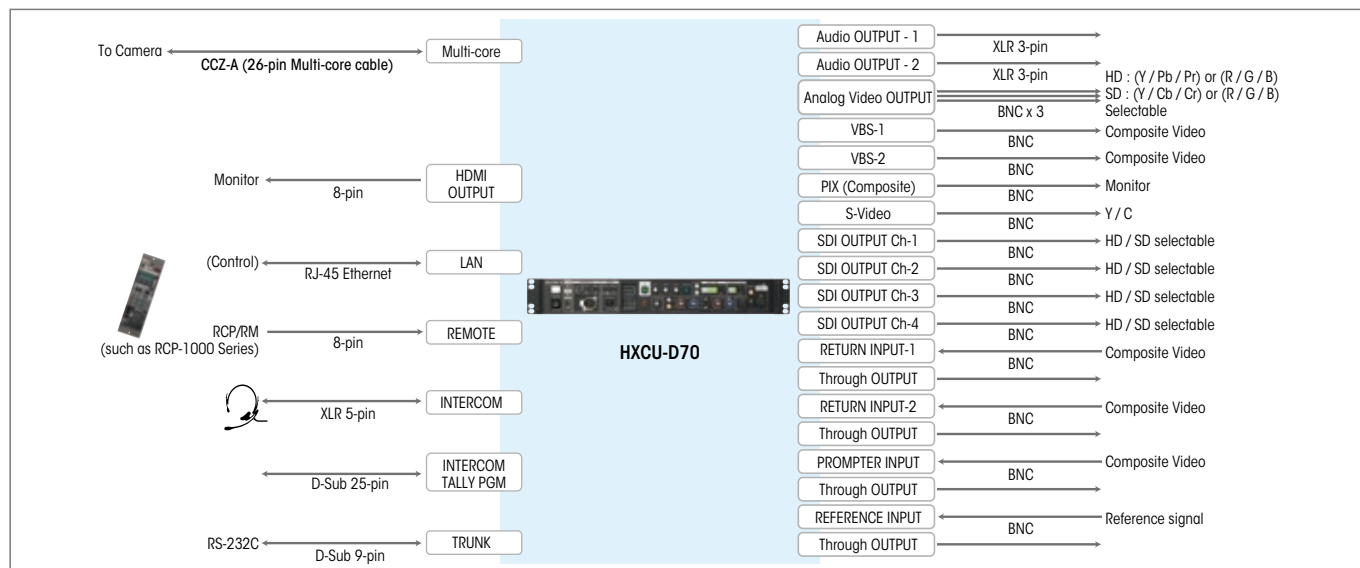 To Camera
CCZ-A (26-pin Multi-core cable)
Multi-core
Monitor
8-pin
HDMI
OUTPUT
(Control)
RJ-45 Ethernet
LAN
RCP/RM
(such as RCP-1000 Series)
8-pin
REMOTE
XLR 5-pin
INTERCOM
D-Sub 25-pin
INTERCOM
TALLY PGM
RS-232C
D-Sub 9-pin
TRUNK
HXCU-D70
Audio OUTPUT - 1
XLR 3-pin
Audio OUTPUT - 2
XLR 3-pin
Analog Video OUTPUT
BNC x 3
HD : (Y / Pb / Pr) or (R / G / B)
SD : (Y / Cb / Cr) or (R / G / B)
Selectable
VBS-1
BNC
Composite Video
VBS-2
BNC
Composite Video
PIX (Composite)
BNC
Monitor
S-Video
BNC
Y / C
SDI OUTPUT Ch-1
BNC
HD / SD selectable
SDI OUTPUT Ch-2
BNC
HD / SD selectable
SDI OUTPUT Ch-3
BNC
HD / SD selectable
SDI OUTPUT Ch-4
BNC
HD / SD selectable
RETURN INPUT-1
BNC
Composite Video
Through OUTPUT
RETURN INPUT-2
BNC
Composite Video
Through OUTPUT
PROMPTER INPUT
BNC
Composite Video
Through OUTPUT
REFERENCE INPUT
BNC
Reference signal
Through OUTPUT